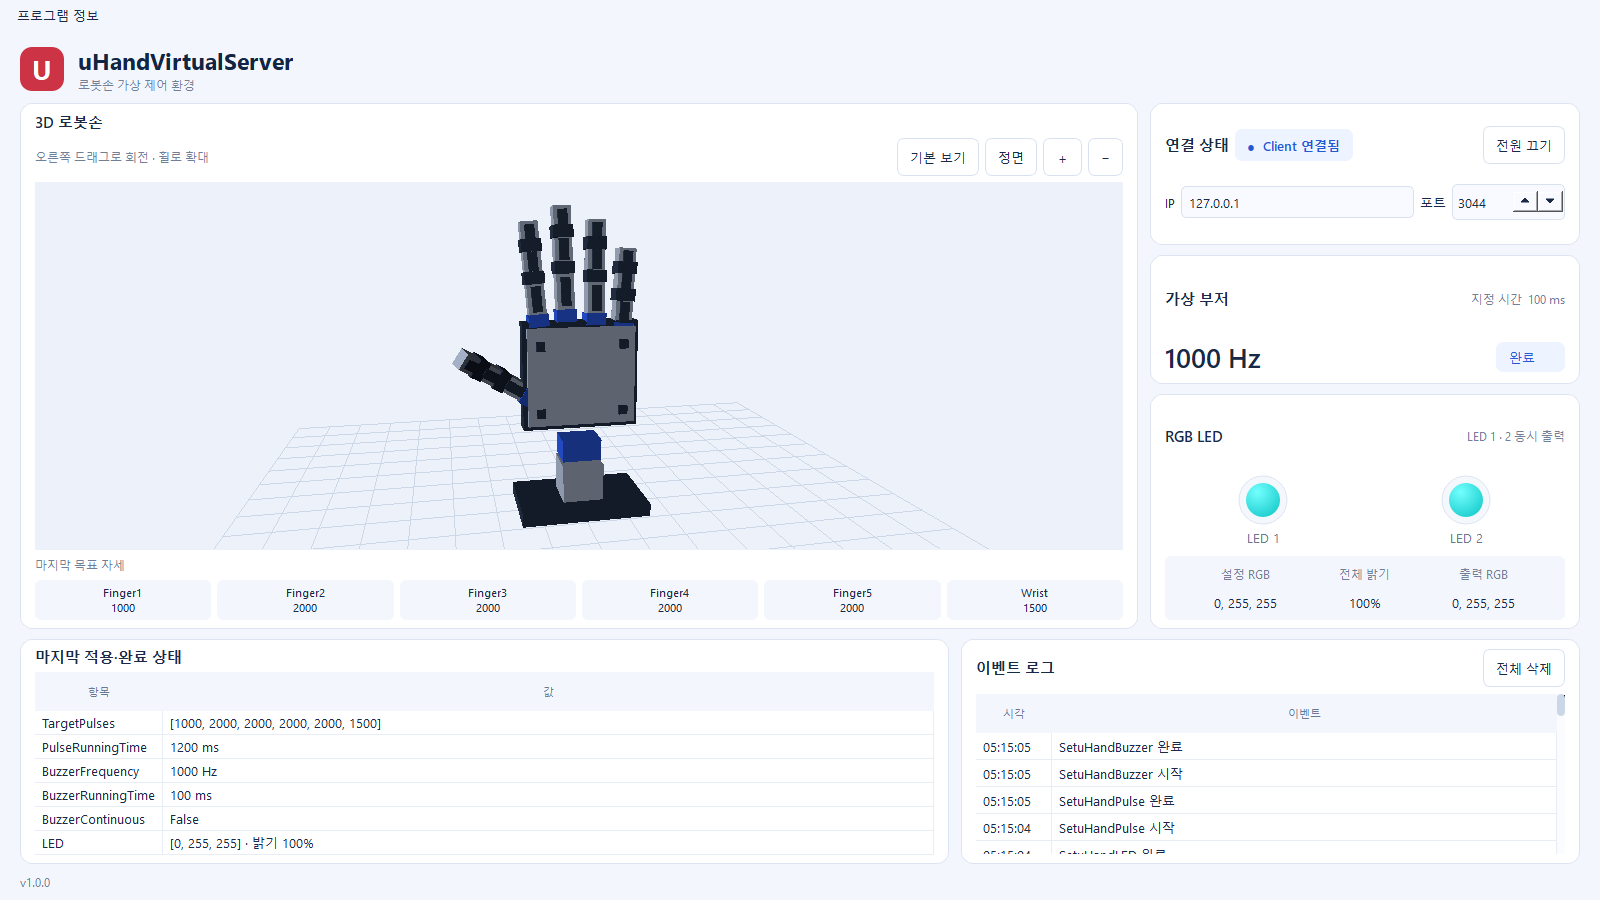 프로그램 정보
U
uHandVirtualServer
로봇손 가상 제어 환경
3D 로봇손
오른쪽 드래그로 회전 · 휠로 확대
기본 보기
정면
+
−
마지막 목표 자세
Finger1
1000
Finger2
2000
Finger3
2000
Finger4
2000
Finger5
2000
Wrist
1500
연결 상태
● Client 연결됨
전원 끄기
IP
127.0.0.1
포트
3044
가상 부저
지정 시간 100 ms
1000 Hz
완료
RGB LED
LED 1 · 2 동시 출력
LED 1
LED 2
설정 RGB
전체 밝기
출력 RGB
0, 255, 255
100%
0, 255, 255
마지막 적용·완료 상태
항목 값
TargetPulses [1000, 2000, 2000, 2000, 2000, 1500]
PulseRunningTime 1200 ms
BuzzerFrequency 1000 Hz
BuzzerRunningTime 100 ms
BuzzerContinuous False
LED [0, 255, 255] · 밝기 100%
이벤트 로그
전체 삭제
시각 이벤트
05:15:05 SetuHandBuzzer 완료
05:15:05 SetuHandBuzzer 시작
05:15:05 SetuHandPulse 완료
05:15:04 SetuHandPulse 시작
05:15:04 SetuHandLED 완료
v1.0.0